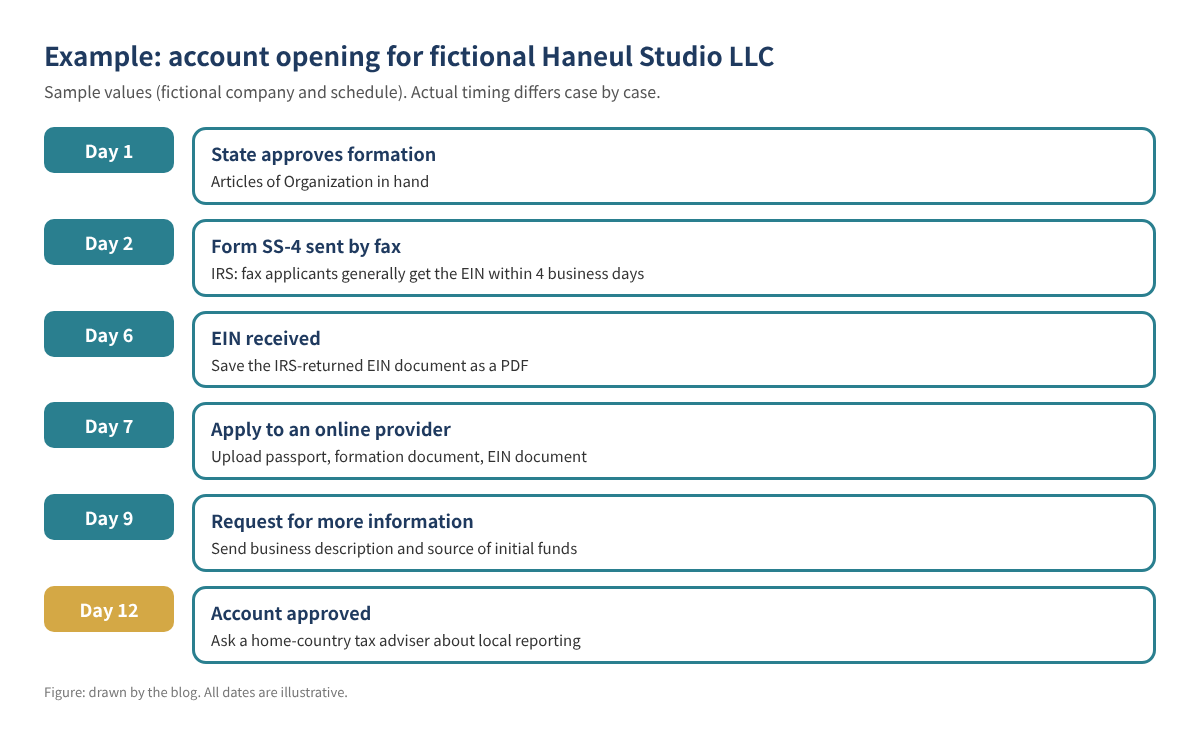 Example: account opening for fictional Haneul Studio LLC
Sample values (fictional company and schedule). Actual timing differs case by case.
Day 1
State approves formation
Articles of Organization in hand
Day 2
Form SS-4 sent by fax
IRS: fax applicants generally get the EIN within 4 business days
Day 6
EIN received
Save the IRS-returned EIN document as a PDF
Day 7
Apply to an online provider
Upload passport, formation document, EIN document
Day 9
Request for more information
Send business description and source of initial funds
Day 12
Account approved
Ask a home-country tax adviser about local reporting
Figure: drawn by the blog. All dates are illustrative.